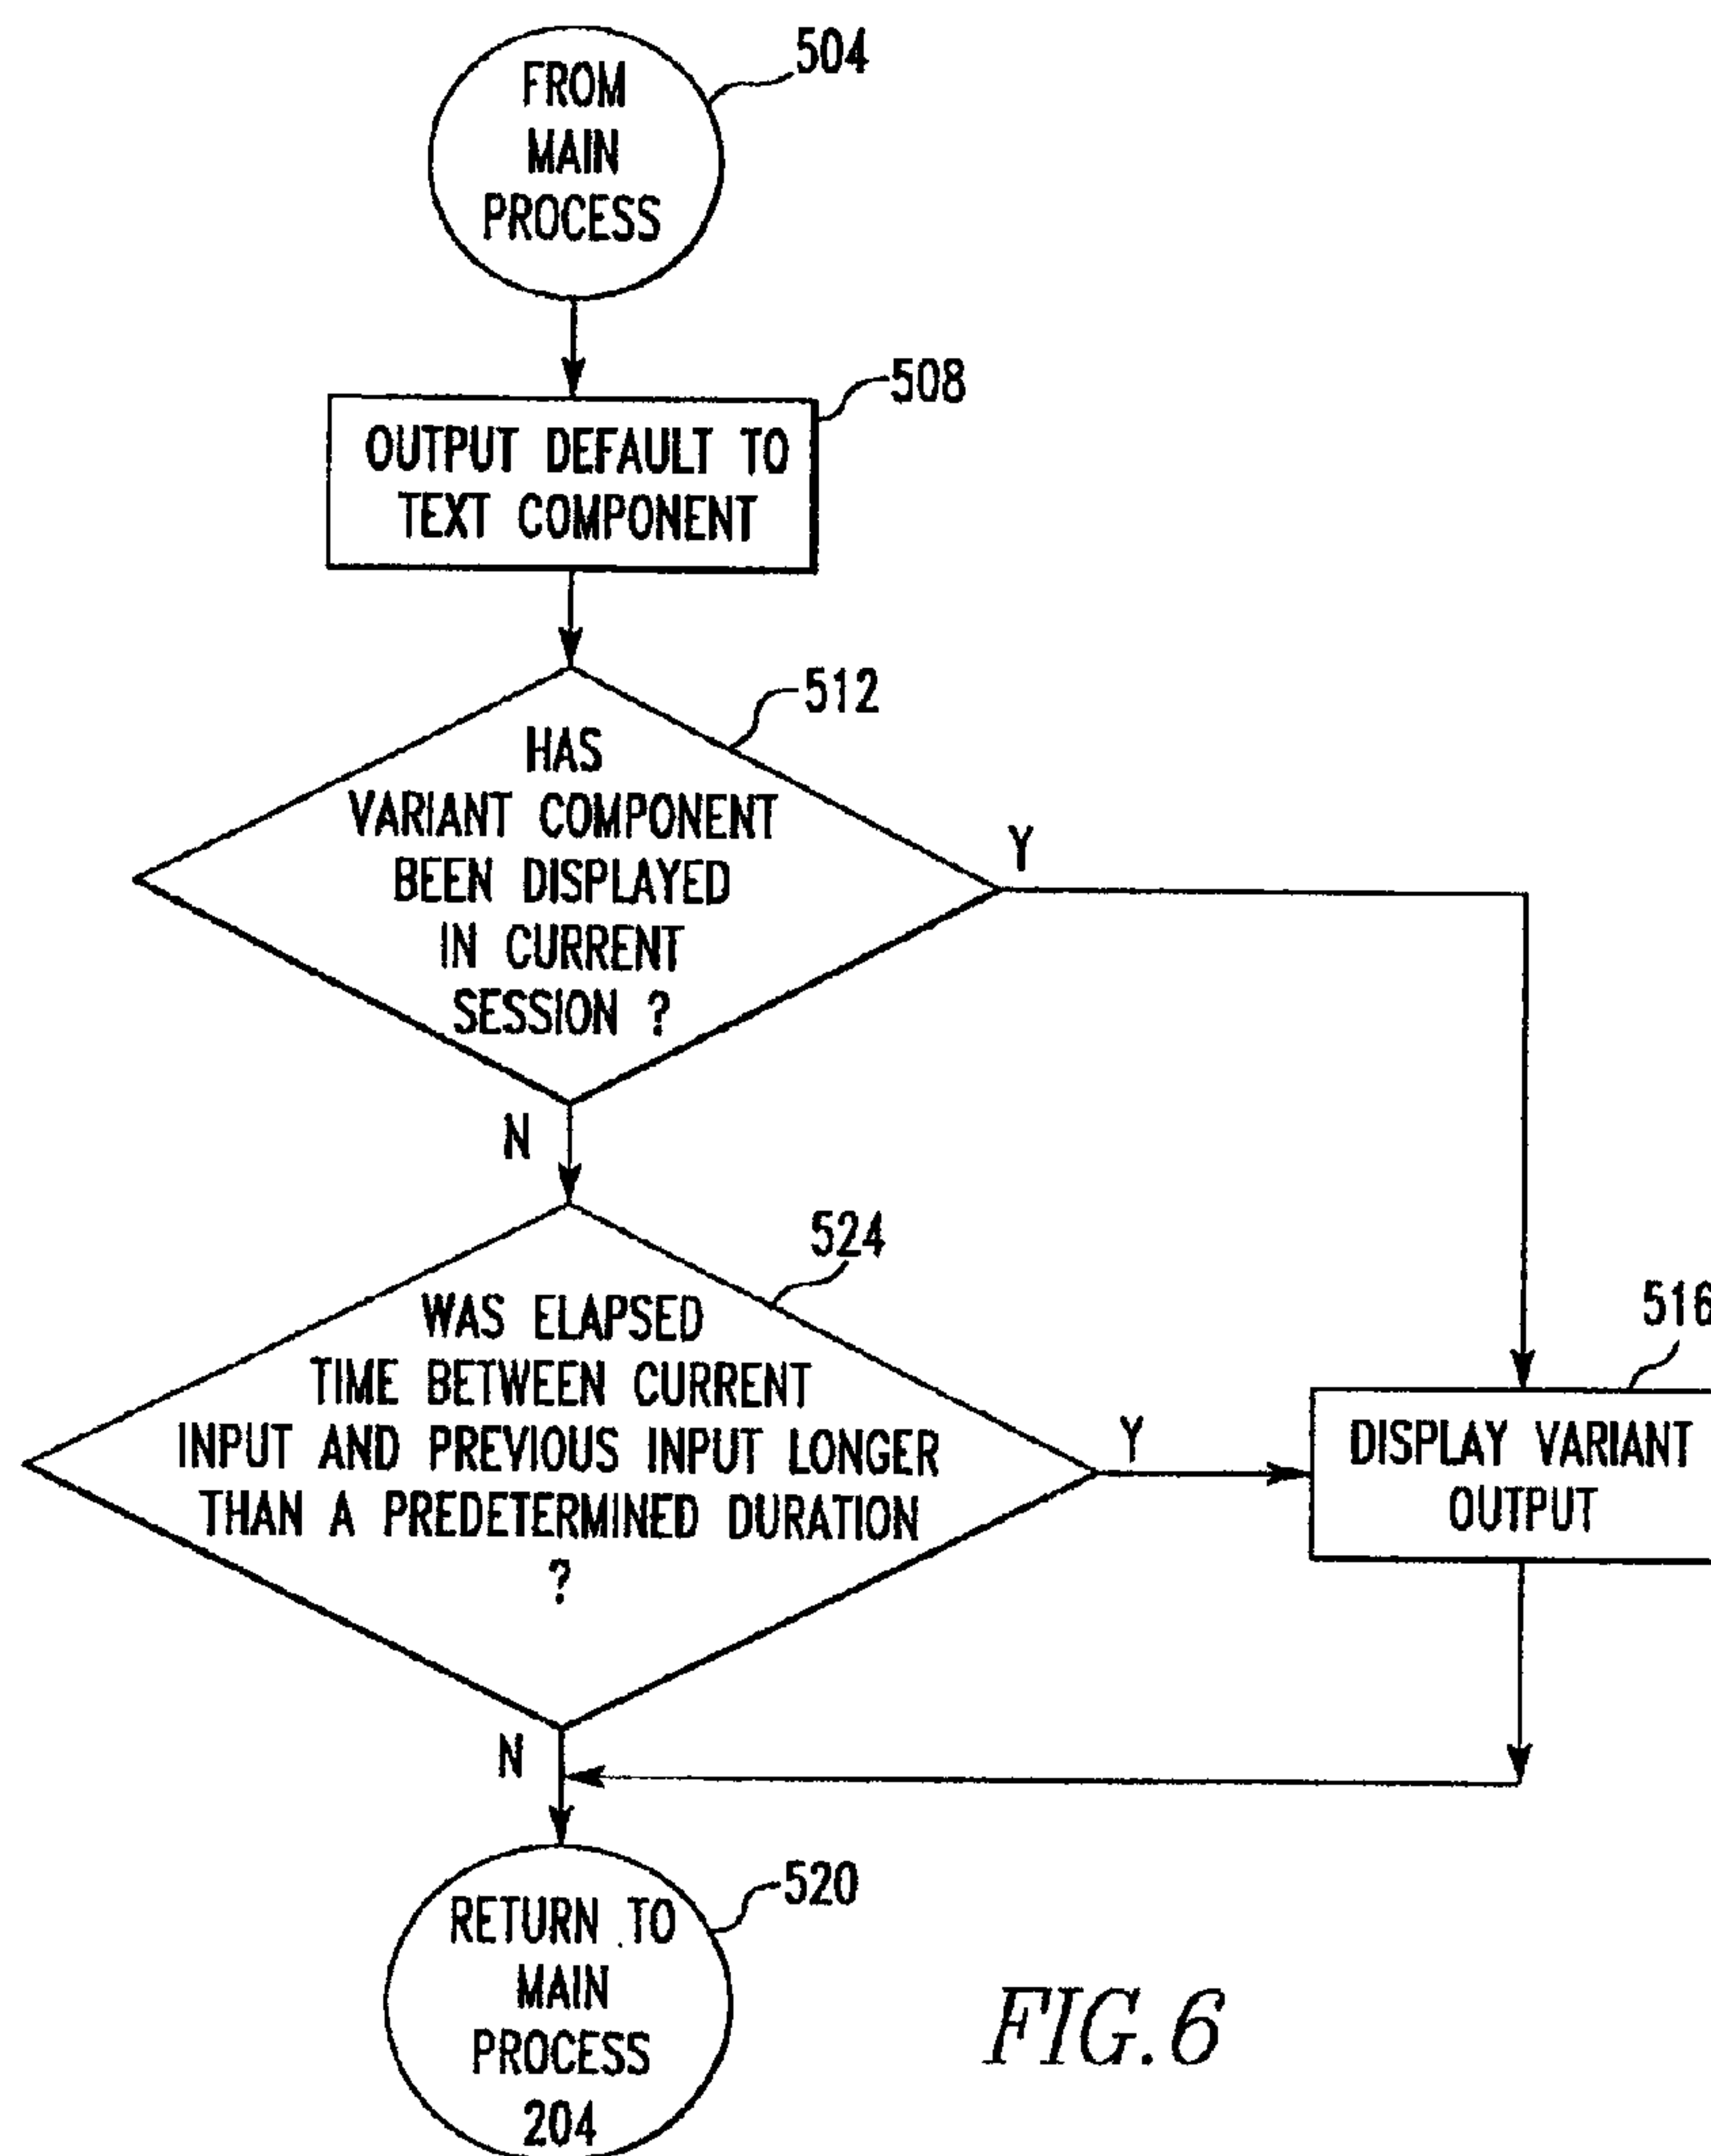 504
FROM
MAIN
PROCESS
508
OUTPUT DEFAULT TO
TEXT COMPONENT
512
HAS
VARIANT COMPONENT
BEEN DISPLAYED
IN CURRENT
SESSION ?
Y
N
524
WAS ELAPSED
TIME BETWEEN CURRENT
INPUT AND PREVIOUS INPUT LONGER
THAN A PREDETERMINED DURATION
?
Y
516
DISPLAY VARIANT
OUTPUT
N
520
RETURN TO
MAIN
PROCESS
204
FIG.6